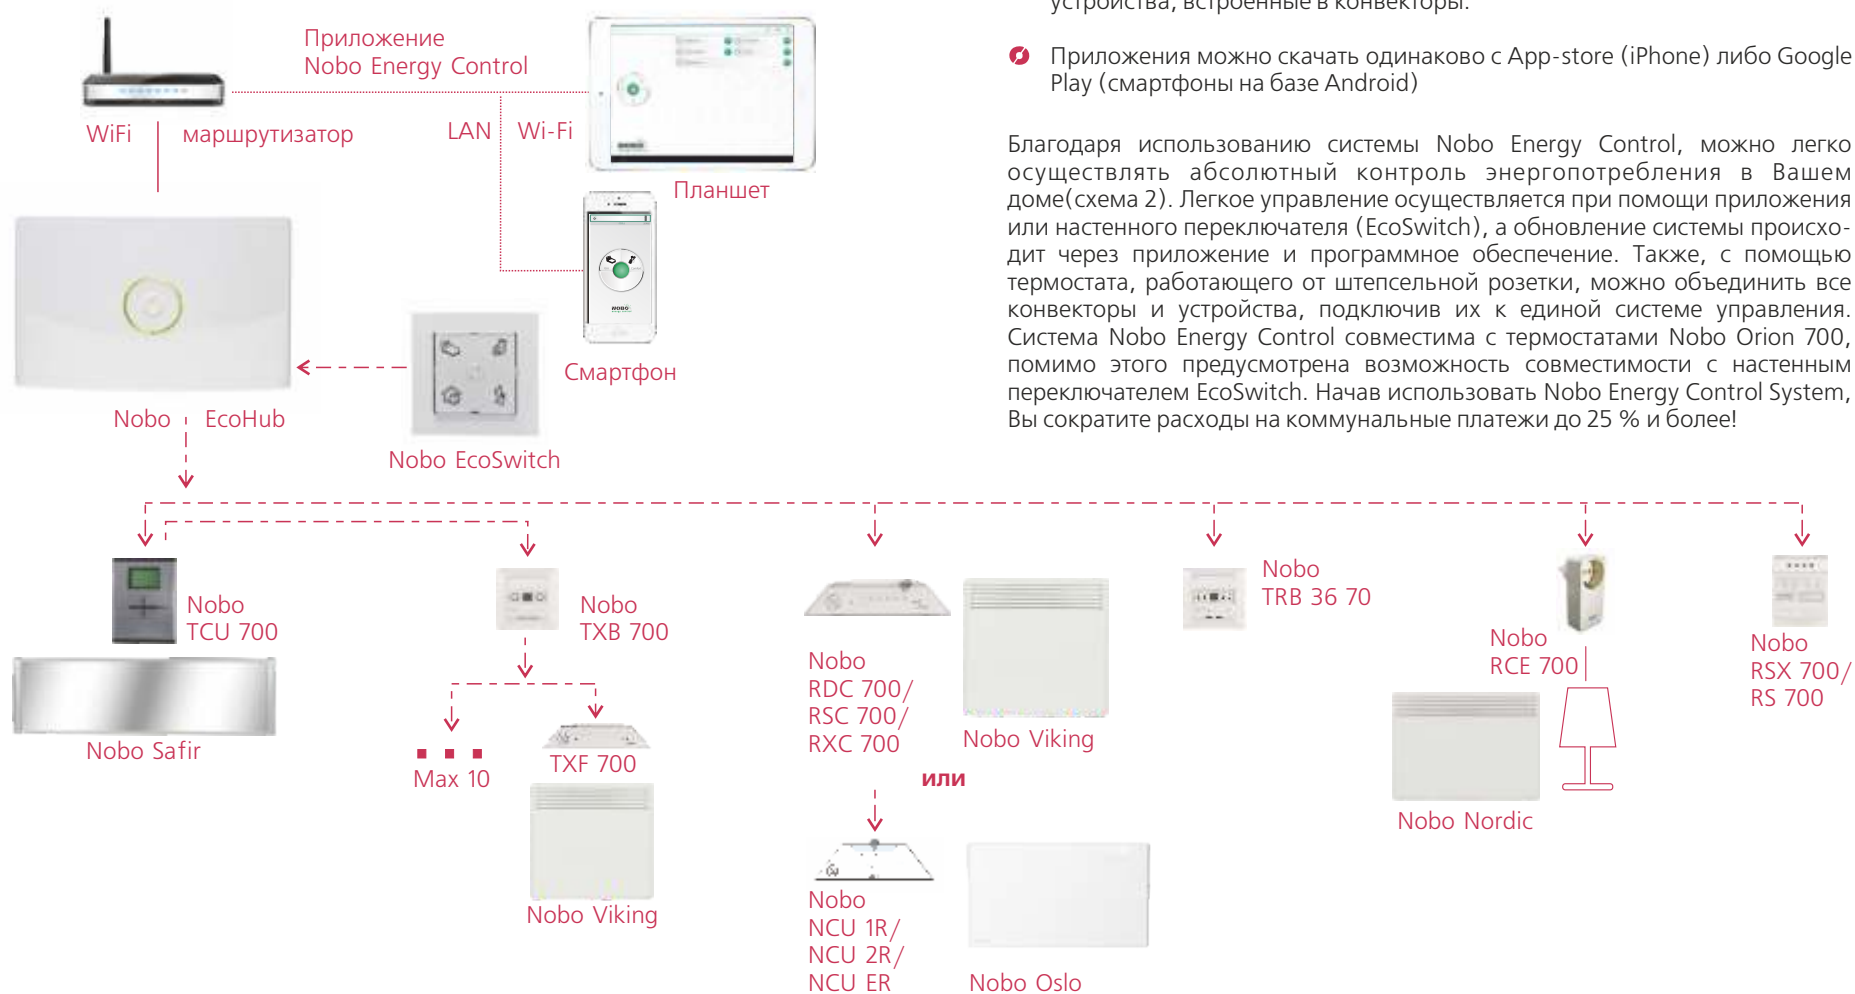 устройства, встроенные в конвекторы.
Приложения можно скачать одинаково с App-store (iPhone) либо Google
Play (смартфоны на базе Android)
Благодаря использованию системы Nobo Energy Control, можно легко
осуществлять абсолютный контроль энергопотребления в Вашем
доме(схема 2). Легкое управление осуществляется при помощи приложения
или настенного переключателя (EcoSwitch), а обновление системы происхо-
дит через приложение и программное обеспечение. Также, с помощью
термостата, работающего от штепсельной розетки, можно объединить все
конвекторы и устройства, подключив их к единой системе управления.
Система Nobo Energy Control совместима с термостатами Nobo Orion 700,
помимо этого предусмотрена возможность совместимости с настенным
переключателем EcoSwitch. Начав использовать Nobo Energy Control System,
Вы сократите расходы на коммунальные платежи до 25 % и более!
Приложение
Nobo Energy Control
WiFi маршрутизатор
LAN Wi-Fi
Планшет
NOBO
Смартфон
Nobo EcoHub
Nobo EcoSwitch
Nobo
TCU 700
Nobo Safir
Nobo
TXB 700
Max 10
TXF 700
Nobo Viking
Nobo
RDC 700/
RSC 700/
RXC 700
Nobo Viking
или
Nobo
NCU 1R/
NCU 2R/
NCU ER
Nobo Oslo
Nobo
TRB 36 70
Nobo
RCE 700
Nobo Nordic
Nobo
RSX 700/
RS 700